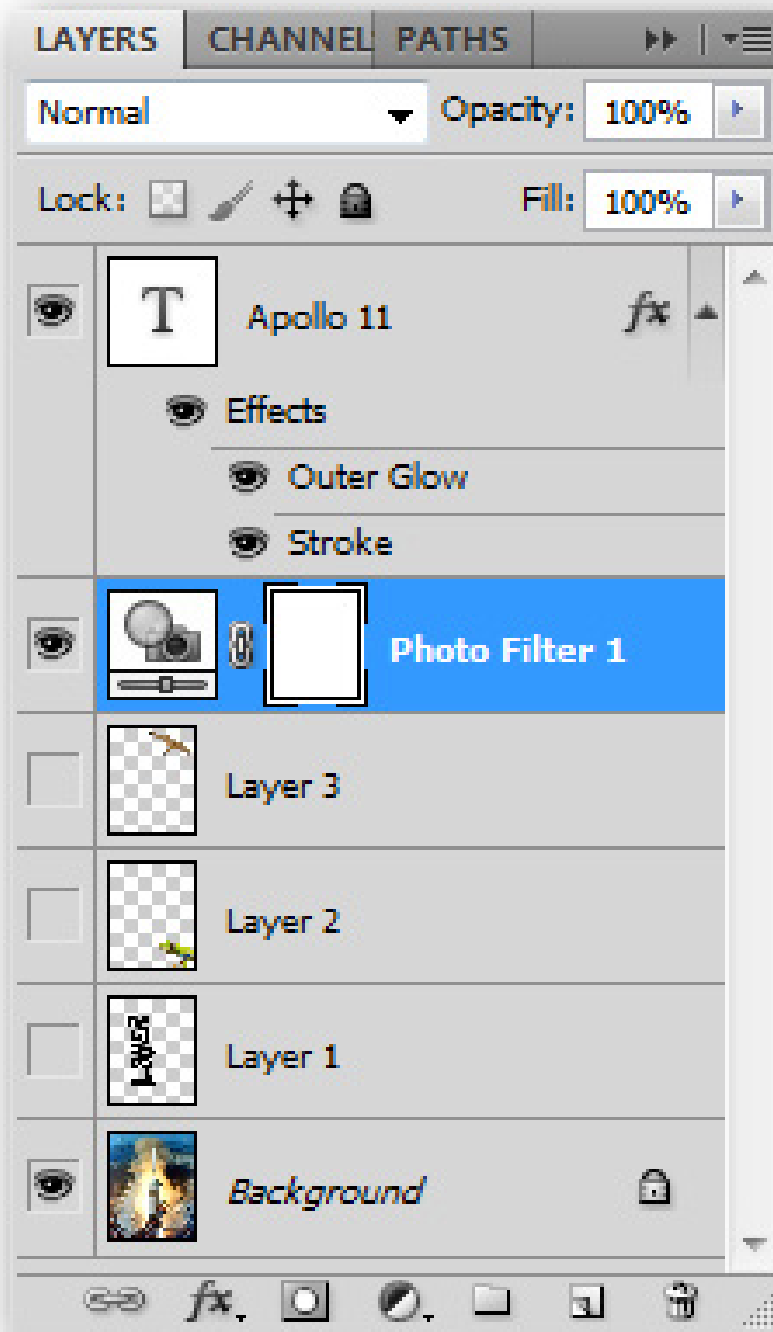 LAYERS CHANNEL PATHS
Normal Opacity: 100%
Lock: Fill: 100%
T Apollo 11 fx
Effects
Outer Glow
Stroke
Photo Filter 1
Layer 3
Layer 2
Layer 1
Background
fx.